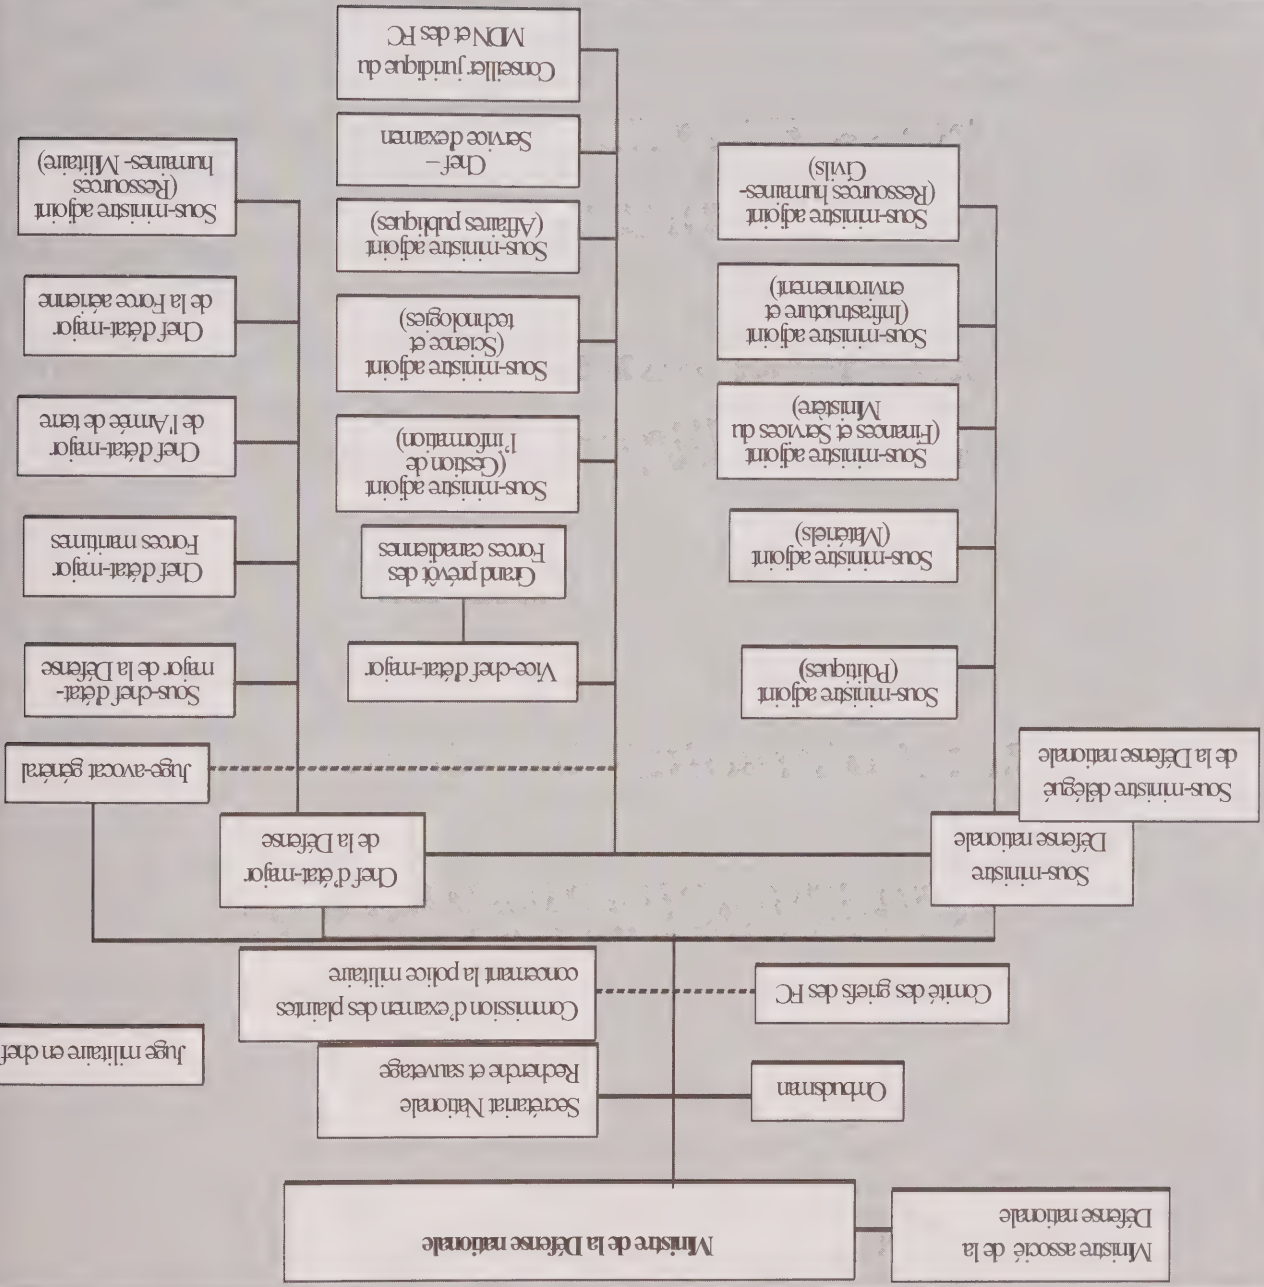 Ministre associé de la
Défense nationale
Ministre de la Défense nationale
Ombudsman
Secrétariat Nationale
Recherche et sauvetage
Juge militaire en chef
Comité des griefs des FC
Commission d'examen des plaintes
concernant la police militaire
Sous-ministre
Défense nationale
Sous-ministre délégué
de la Défense nationale
Chef d'état-major
de la Défense
Juge-avocat général
Sous-ministre adjoint
(Politiques)
Sous-ministre adjoint
(Matériels)
Sous-ministre adjoint
(Finances et Services du
Ministère)
Sous-ministre adjoint
(Infrastructure et
environnement)
Sous-ministre adjoint
(Ressources humaines-
Civils)
Vice-chef d'état-major
Grand prévôt des
Forces canadiennes
Sous-ministre adjoint
(Gestion de
l'information)
Sous-ministre adjoint
(Science et
technologies)
Sous-ministre adjoint
(Affaires publiques)
Chef –
Service d'examen
Conseiller juridique du
MDN et des FC
Sous-chef d'état-
major de la Défense
Chef d'état-major
Forces maritimes
Chef d'état-major
de l'Armée de terre
Chef d'état-major
de la Force aérienne
Sous-ministre adjoint
(Ressources
humaines- Militaire)